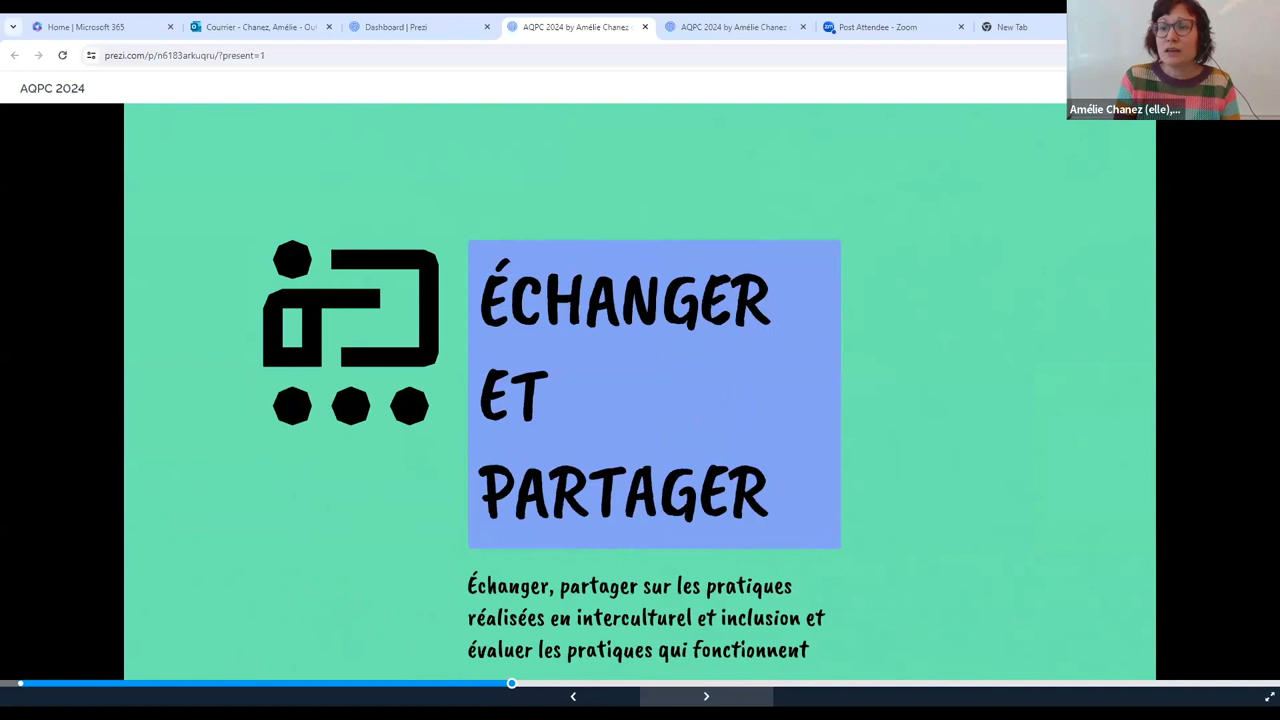 Home | Microsoft 365
Courrier - Chanez, Amélie - Out
Dashboard | Prezi
AQPC 2024 by Amélie Chanez
AQPC 2024 by Amélie Chanez
Post Attendee - Zoom
New Tab
prezi.com/p/n6183arkuqru/?present=1
AQPC 2024
Amélie Chanez (elle),...
ÉCHANGER
ET
PARTAGER
Échanger, partager sur les pratiques
réalisées en interculturel et inclusion et
évaluer les pratiques qui fonctionnent